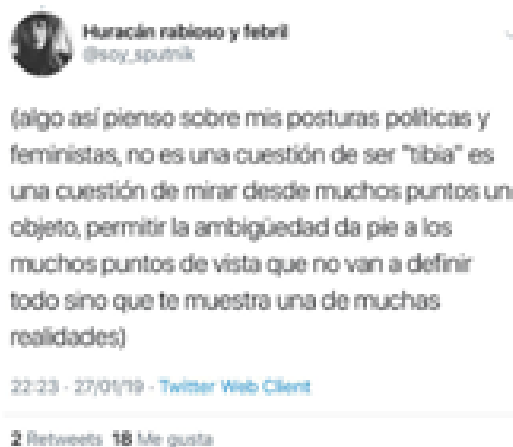 Huracán rabioso y febril
@soy_sputnik
(algo así pienso sobre mis posturas políticas y
feministas, no es una cuestión de ser "tibia" es
una cuestión de mirar desde muchos puntos un
objeto, permitir la ambigüedad da pie a los
muchos puntos de vista que no van a definir
todo sino que te muestra una de muchas
realidades)
22:23 - 27/01/19 - Twitter Web Client
2 Retweets 18 Me gusta